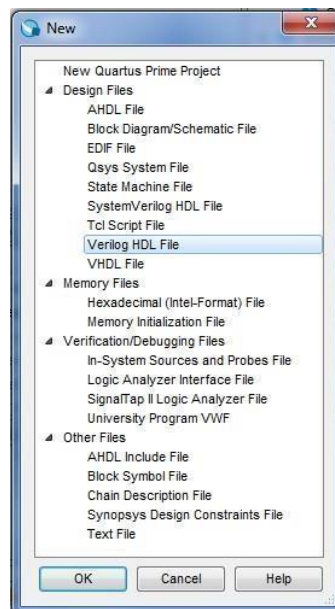 New
New Quartus Prime Project
Design Files
AHDL File
Block Diagram/Schematic File
EDIF File
Qsys System File
State Machine File
SystemVerilog HDL File
Tcl Script File
Verilog HDL File
VHDL File
Memory Files
Hexadecimal (Intel-Format) File
Memory Initialization File
Verification/Debugging Files
In-System Sources and Probes File
Logic Analyzer Interface File
SignalTap II Logic Analyzer File
University Program VWF
Other Files
AHDL Include File
Block Symbol File
Chain Description File
Synopsys Design Constraints File
Text File
OK Cancel Help